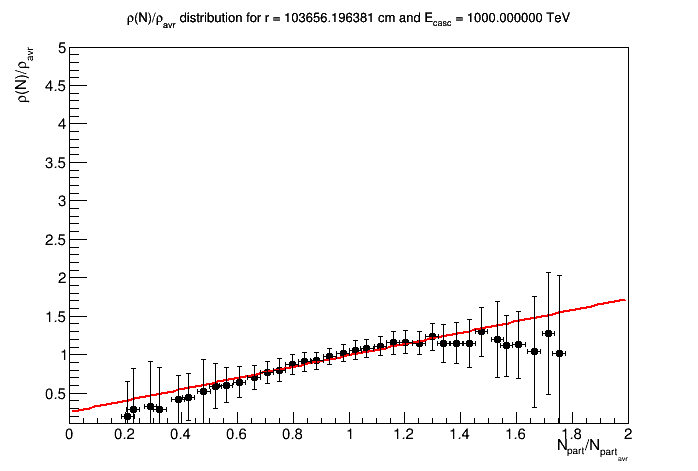 ρ(N)/ρavr distribution for r = 103656.196381 cm and Ecasc = 1000.000000 TeV
ρ(N)/ρavr
5
4.5
4
3.5
3
2.5
2
1.5
1
0.5
0 0.2 0.4 0.6 0.8 1 1.2 1.4 1.6 1.8 2
Npart/Npartavr